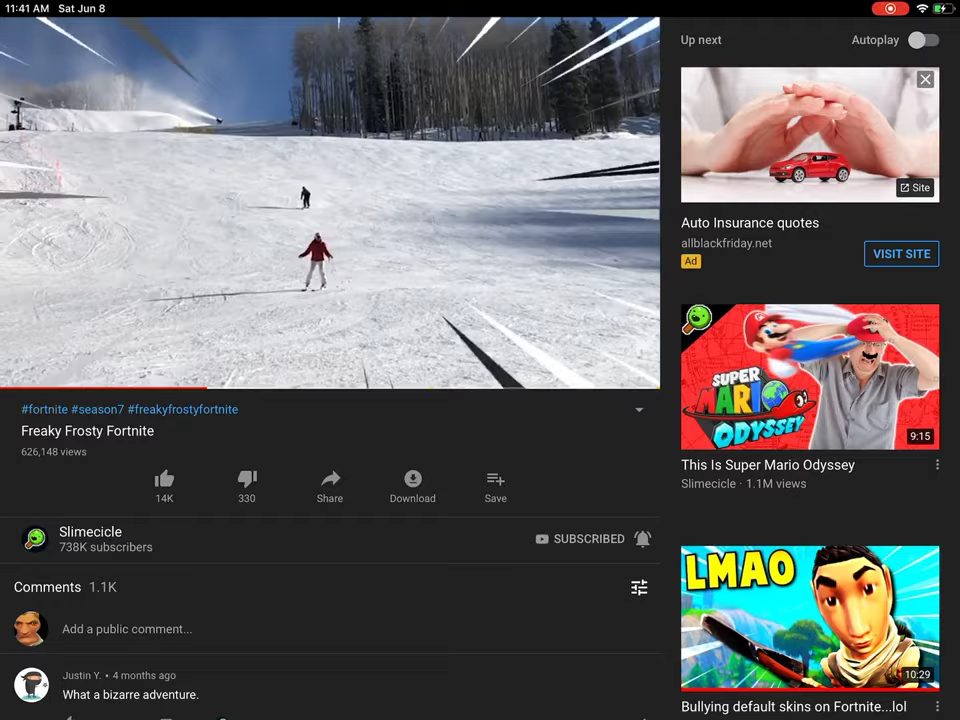 11:41 AM Sat Jun 8
Up next
Autoplay
Site
Auto Insurance quotes
allblackfriday.net
Ad
VISIT SITE
SUPER
MARIO
ODYSSEY
9:15
This Is Super Mario Odyssey
Slimecicle · 1.1M views
LMAO
10:29
Bullying default skins on Fortnite...lol
#fortnite #season7 #freakyfrostyfortnite
Freaky Frosty Fortnite
626,148 views
14K
330
Share
Download
Save
Slimecicle
738K subscribers
SUBSCRIBED
Comments 1.1K
Add a public comment...
Justin Y. • 4 months ago
What a bizarre adventure.